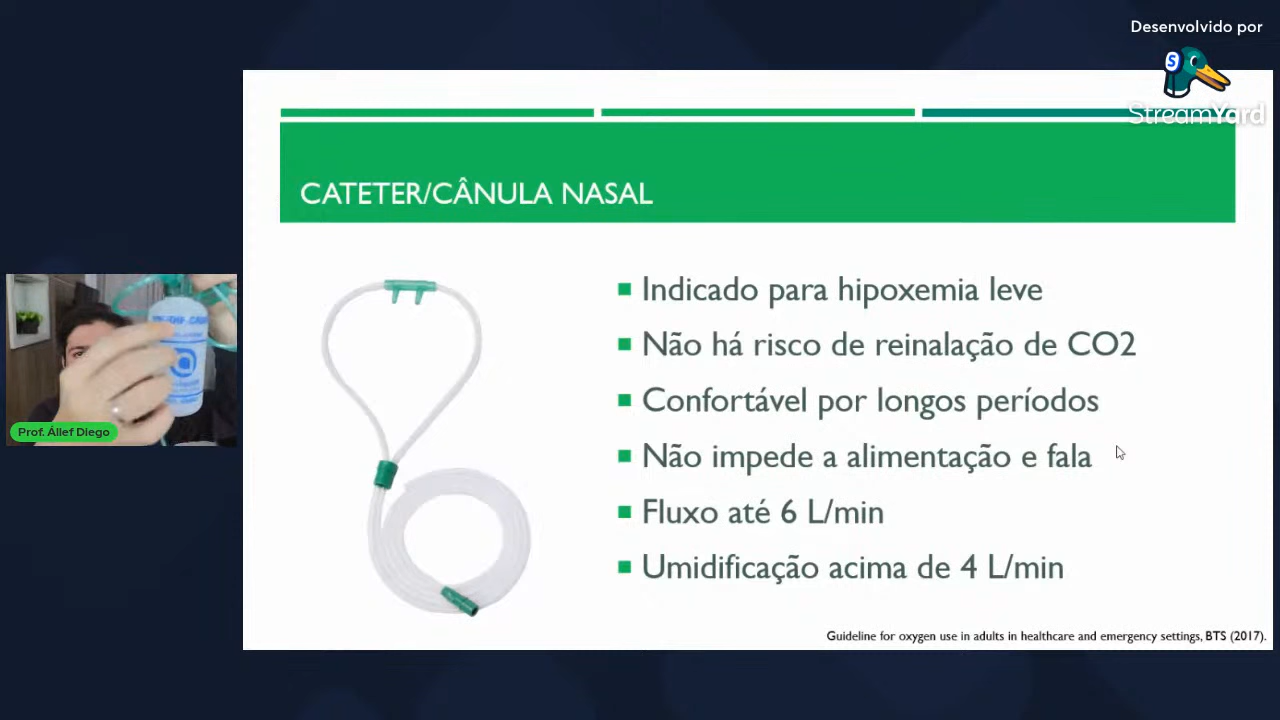 Desenvolvido por
StreamYard
CATETER/CÂNULA NASAL
Indicado para hipoxemia leve
Não há risco de reinalação de CO2
Confortável por longos períodos
Não impede a alimentação e fala
Fluxo até 6 L/min
Umidificação acima de 4 L/min
Prof. Állef Diego
Guideline for oxygen use in adults in healthcare and emergency settings, BTS (2017).